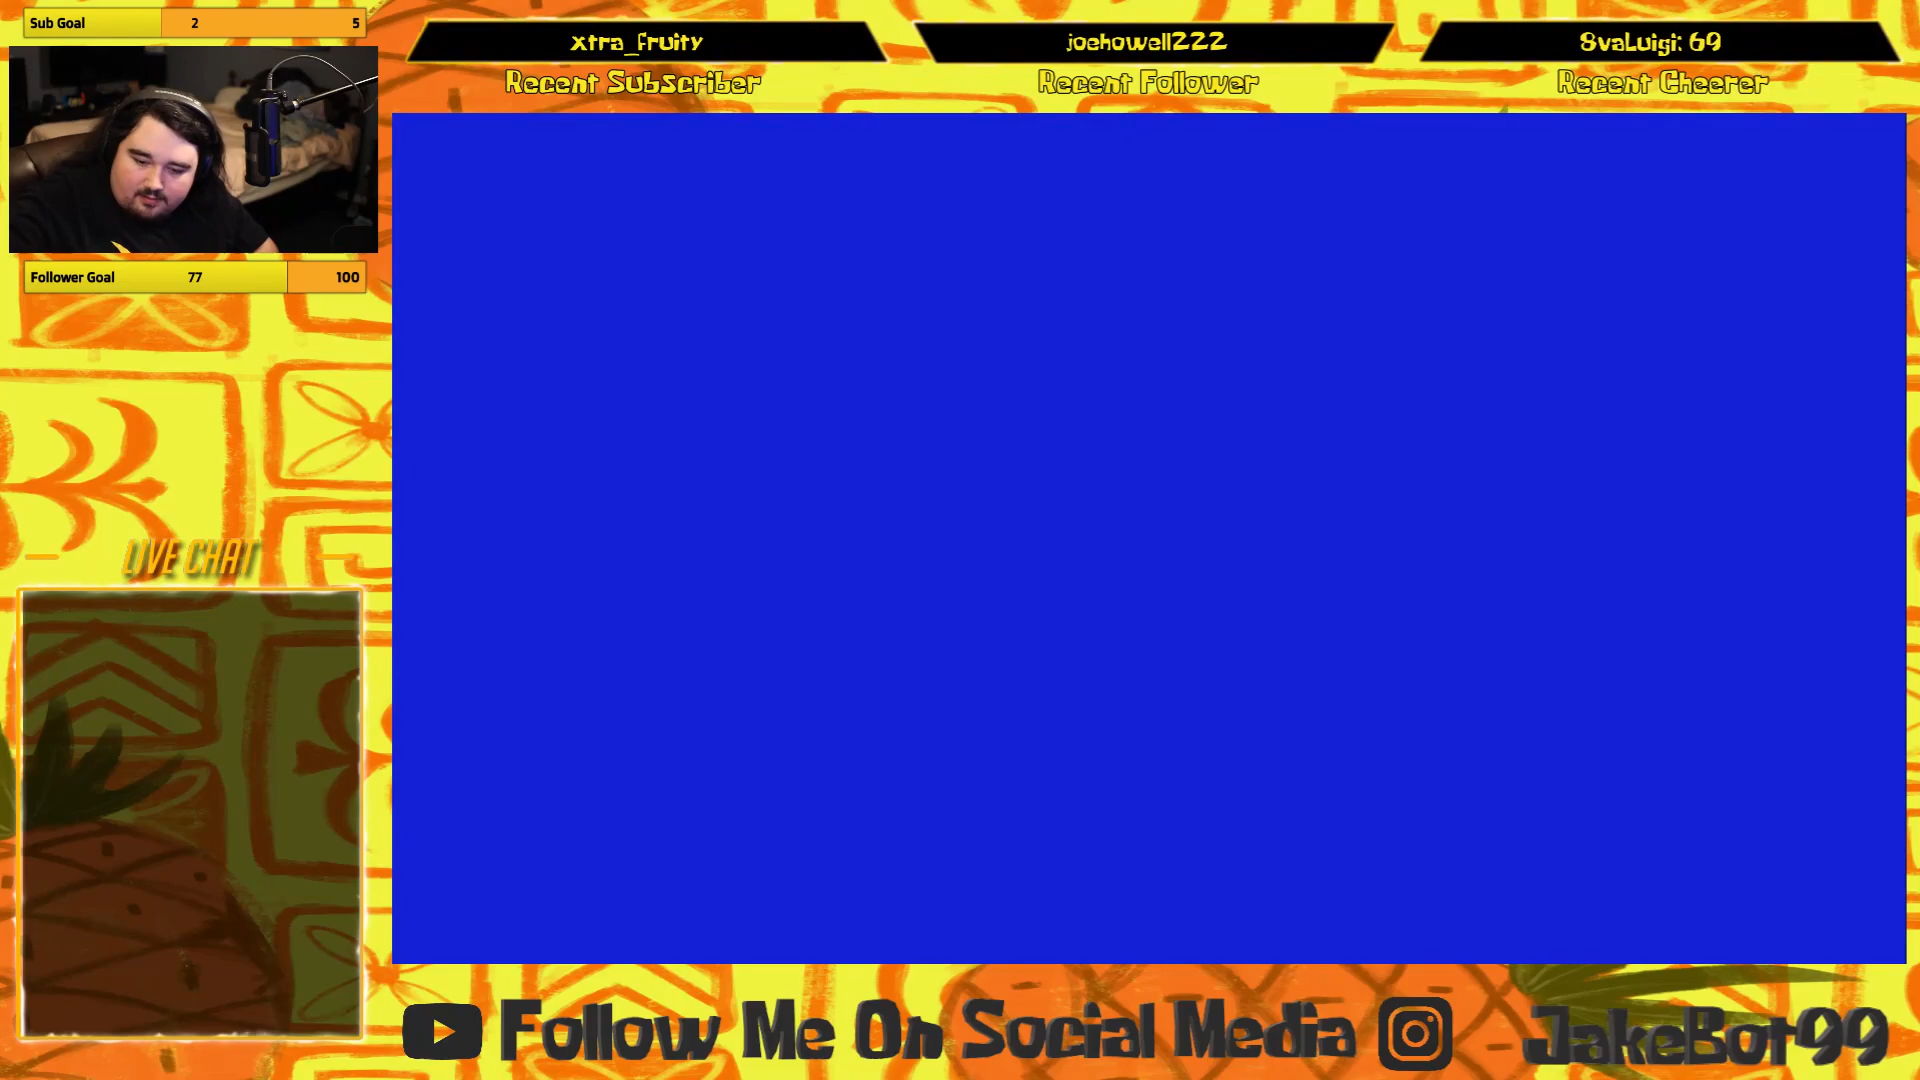 Sub Goal 2 5
xtra_fruity
Recent Subscriber
joehowell222
Recent Follower
8vaLuigi: 69
Recent Cheerer
Follower Goal 77 100
LIVE CHAT
Follow Me On Social Media JakeBot99